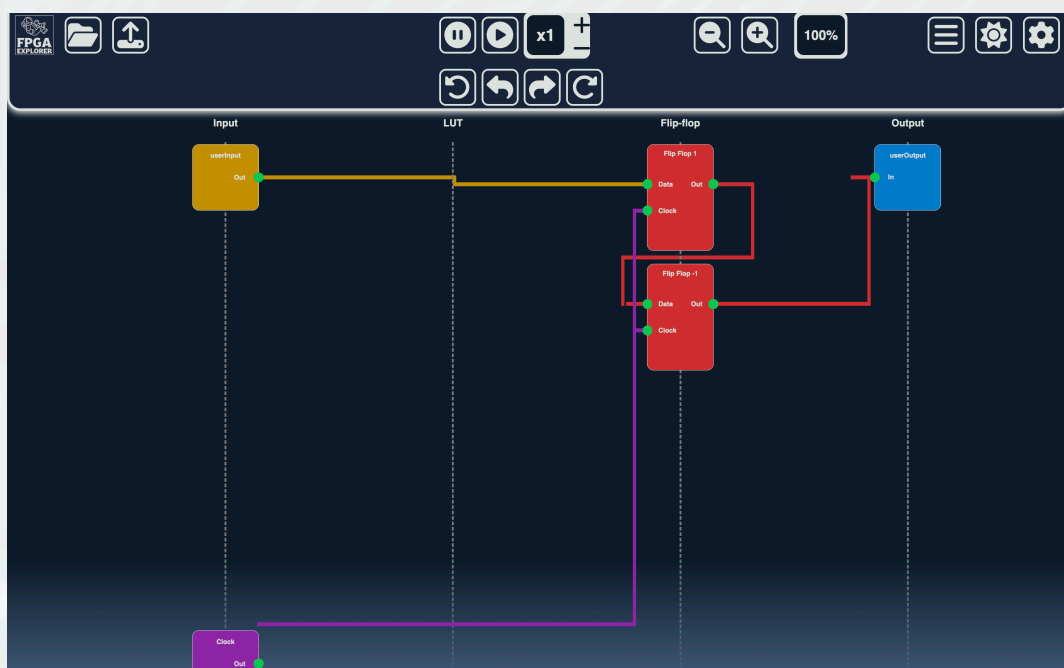 FPGA
EXPLORER
x1
+
−
100%
Input
LUT
Flip-flop
Output
userInput
Out
Flip Flop 1
Data Out
Clock
userOutput
In
Flip Flop -1
Data Out
Clock
Clock
Out